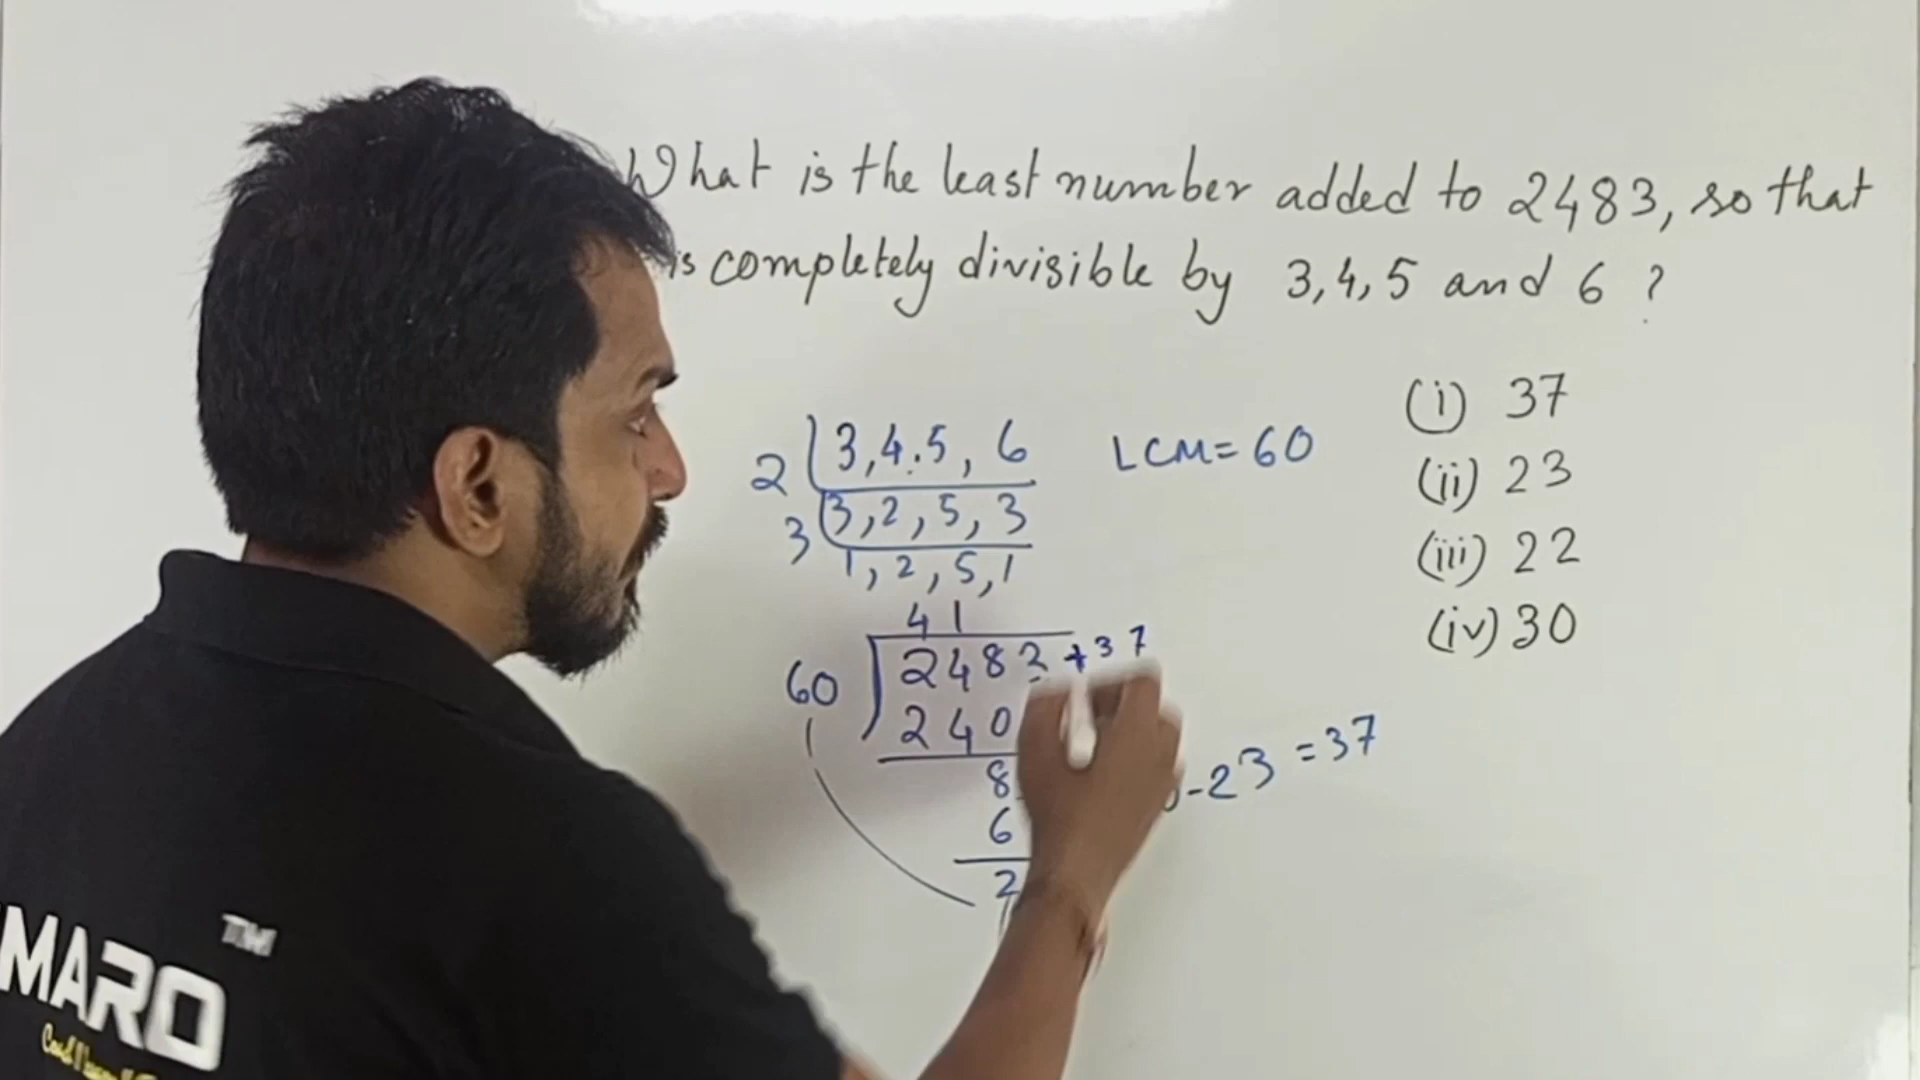 What is the least number added to 2483, so that
is completely divisible by 3,4,5 and 6 ?
(i) 37
(ii) 23
(iii) 22
(iv) 30
2 3,4.5, 6 LCM=60
3 3,2,5,3
1,2,5,1
41
60 2483+37
240
8
6
2
-23 =37
MARO TM